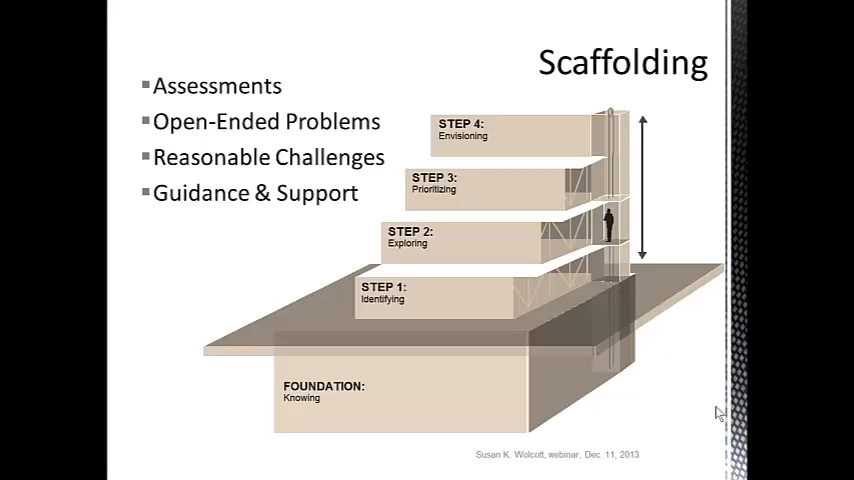 Scaffolding
Assessments
Open-Ended Problems
Reasonable Challenges
Guidance & Support
STEP 4:
Envisioning
STEP 3:
Prioritizing
STEP 2:
Exploring
STEP 1:
Identifying
FOUNDATION:
Knowing
Susan K. Wolcott, webinar, Dec. 11, 2013